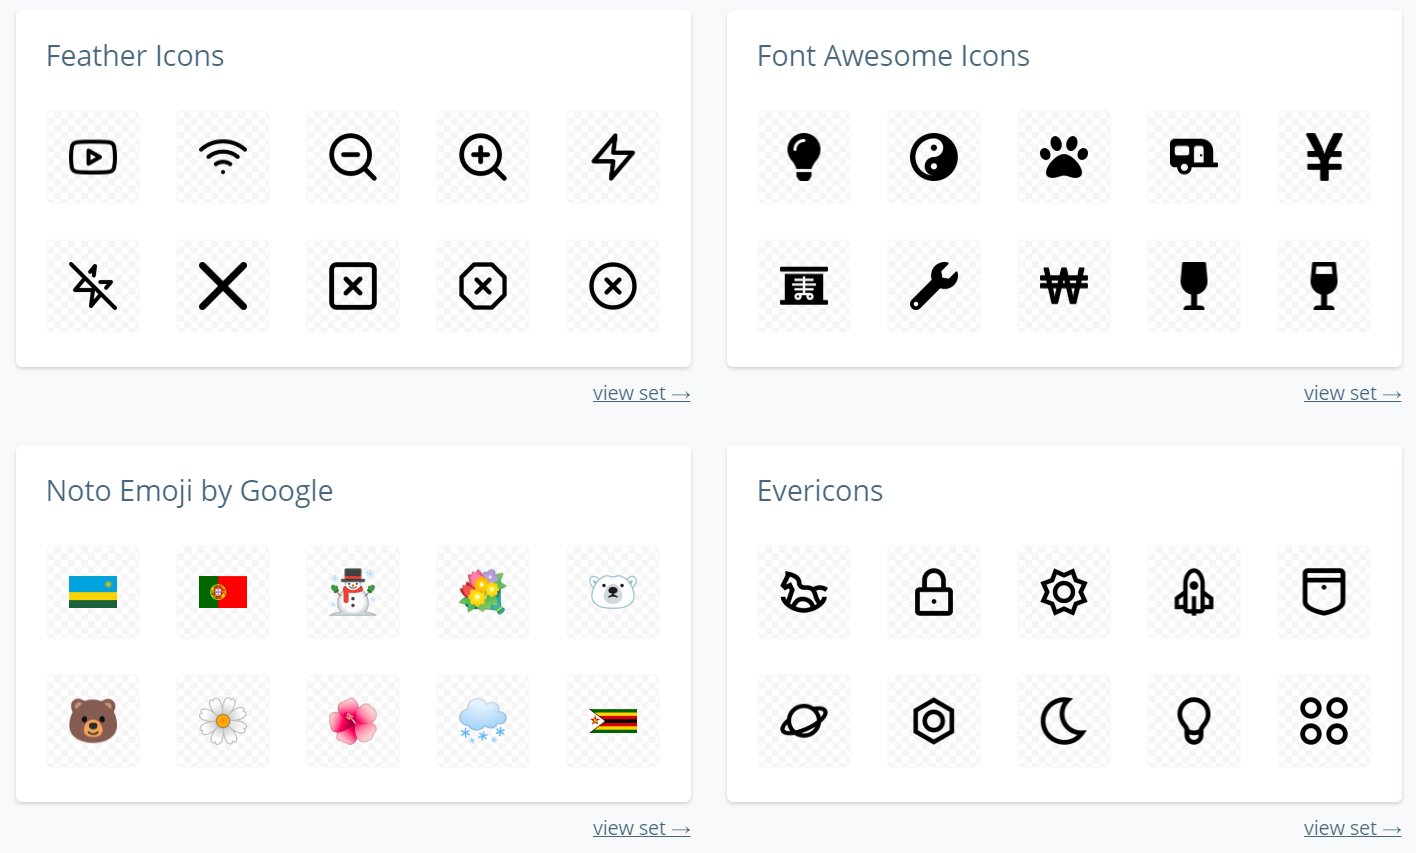 Feather Icons
Font Awesome Icons
view set →
view set →
Noto Emoji by Google
Evericons
view set →
view set →